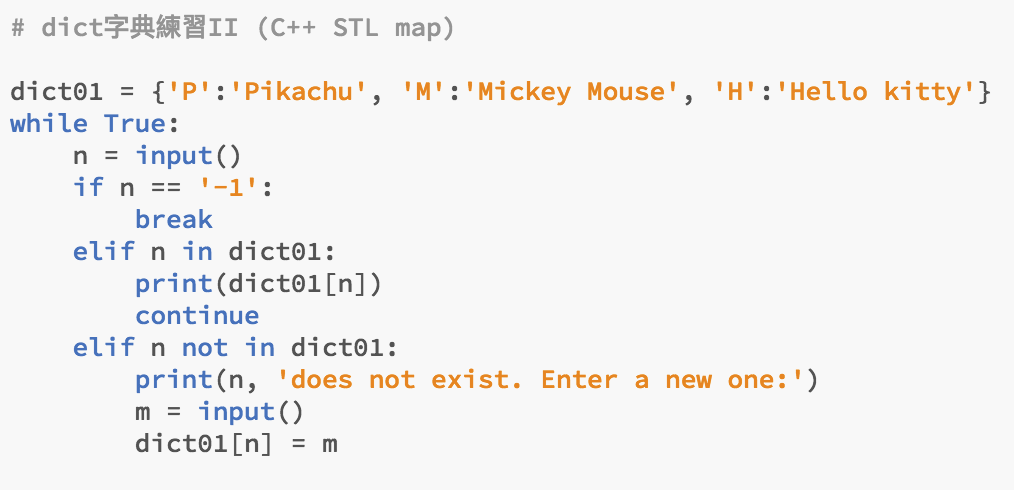 # dict字典練習II (C++ STL map)
dict01 = {'P':'Pikachu', 'M':'Mickey Mouse', 'H':'Hello kitty'}
while True:
    n = input()
    if n == '-1':
        break
    elif n in dict01:
        print(dict01[n])
        continue
    elif n not in dict01:
        print(n, 'does not exist. Enter a new one:')
        m = input()
        dict01[n] = m